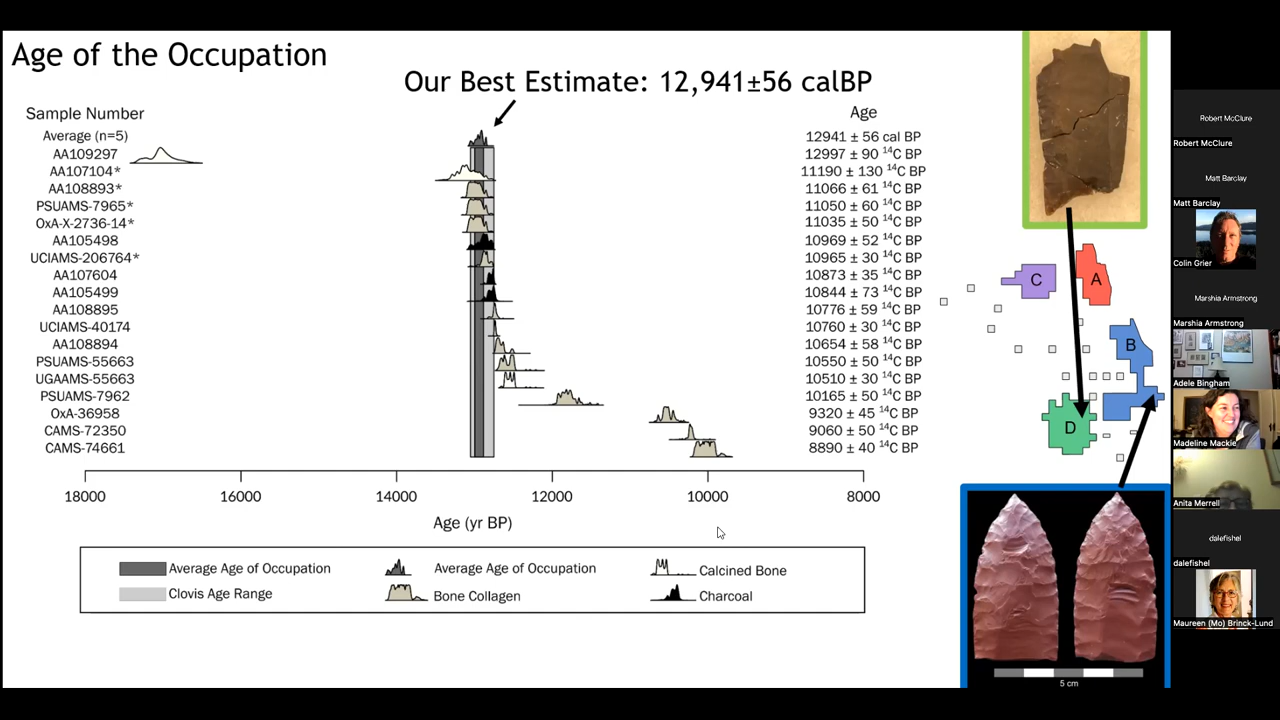 Age of the Occupation
Our Best Estimate: 12,941±56 calBP
Sample Number
Age
Average (n=5)
12941 ± 56 cal BP
AA109297
12997 ± 90 ¹⁴C BP
AA107104*
11190 ± 130 ¹⁴C BP
AA108893*
11066 ± 61 ¹⁴C BP
PSUAMS-7965*
11050 ± 60 ¹⁴C BP
OxA-X-2736-14*
11035 ± 50 ¹⁴C BP
AA105498
10969 ± 52 ¹⁴C BP
UCIAMS-206764*
10965 ± 30 ¹⁴C BP
AA107604
10873 ± 35 ¹⁴C BP
AA105499
10844 ± 73 ¹⁴C BP
AA108895
10776 ± 59 ¹⁴C BP
UCIAMS-40174
10760 ± 30 ¹⁴C BP
AA108894
10654 ± 58 ¹⁴C BP
PSUAMS-55663
10550 ± 50 ¹⁴C BP
UGAAMS-55663
10510 ± 30 ¹⁴C BP
PSUAMS-7962
10165 ± 50 ¹⁴C BP
OxA-36958
9320 ± 45 ¹⁴C BP
CAMS-72350
9060 ± 50 ¹⁴C BP
CAMS-74661
8890 ± 40 ¹⁴C BP
18000 16000 14000 12000 10000 8000
Age (yr BP)
Average Age of Occupation
Average Age of Occupation
Calcined Bone
Clovis Age Range
Bone Collagen
Charcoal
C
A
B
D
5 cm
Robert McClure
Robert McClure
Matt Barclay
Matt Barclay
Colin Grier
Marshia Armstrong
Marshia Armstrong
Adele Bingham
Madeline Mackie
Anita Merrell
dalefishel
dalefishel
Maureen (Mo) Brinck-Lund